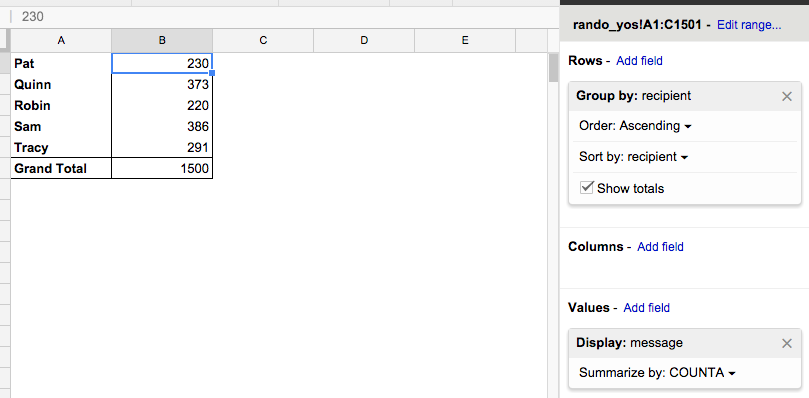 230
A B C D E
Pat 230
Quinn 373
Robin 220
Sam 386
Tracy 291
Grand Total 1500
rando_yos!A1:C1501 - Edit range...
Rows - Add field
Group by: recipient
Order: Ascending
Sort by: recipient
Show totals
Columns - Add field
Values - Add field
Display: message
Summarize by: COUNTA